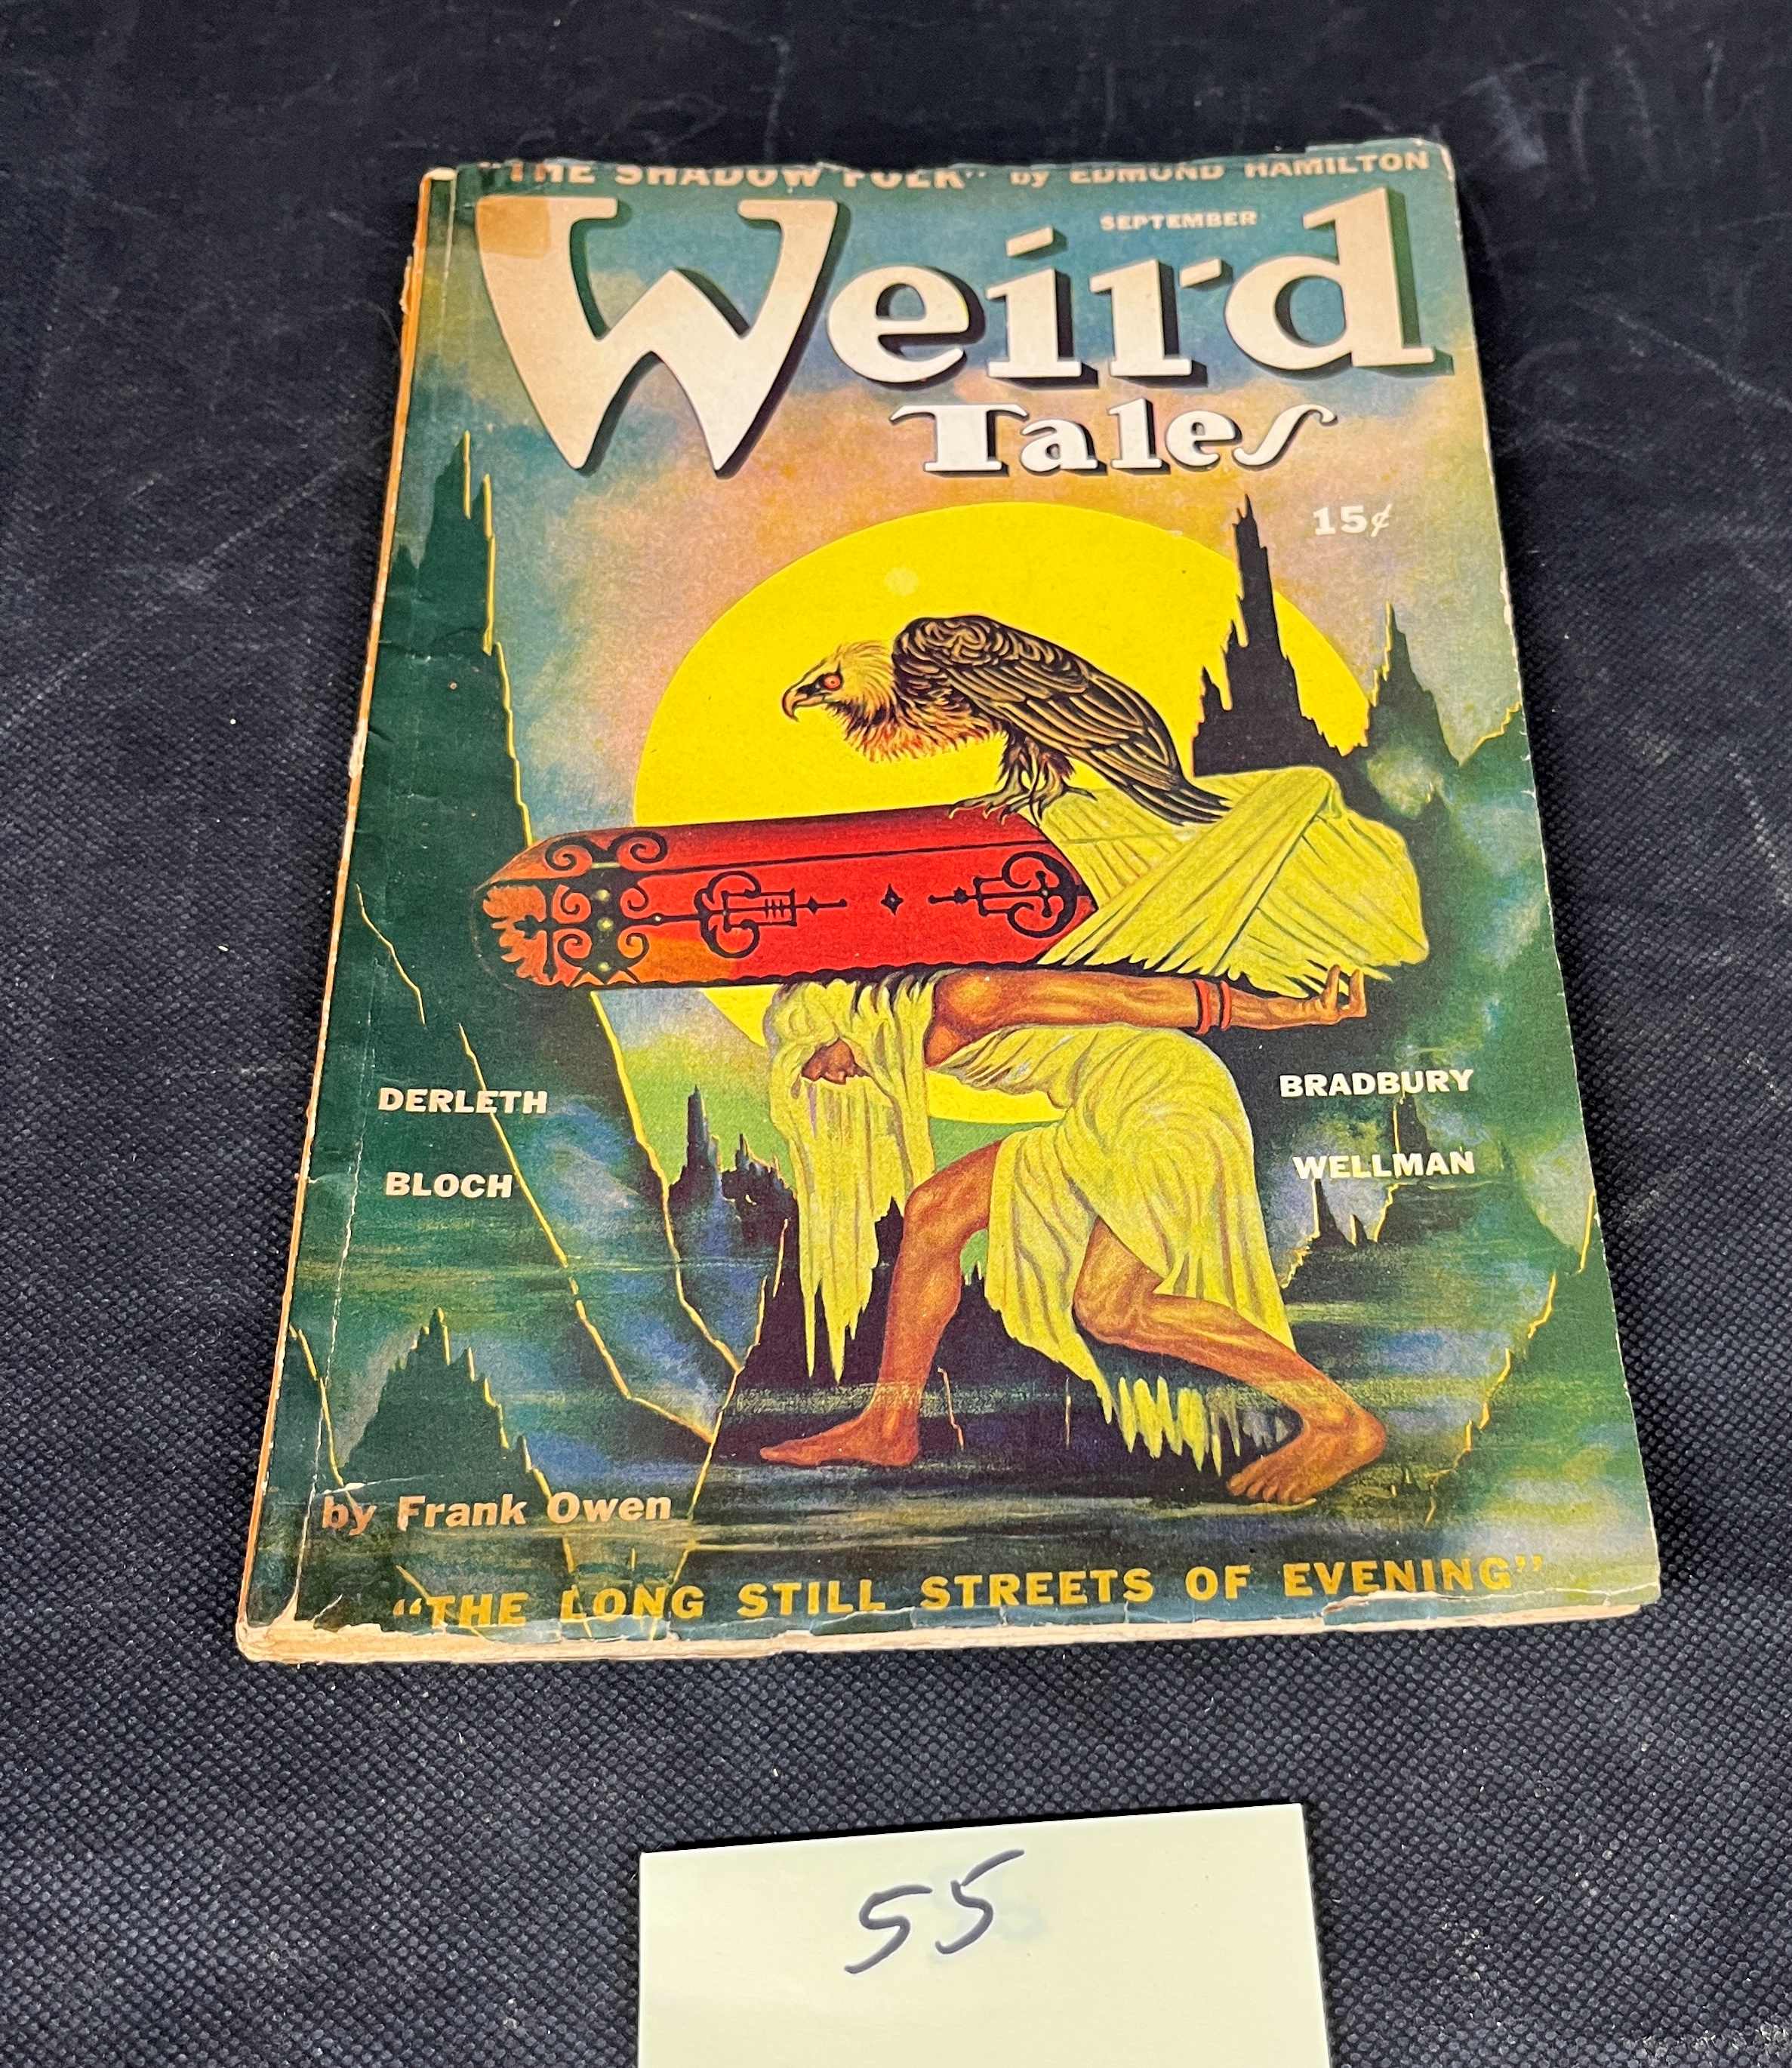 "THE SHADOW FOLK" by EDMUND HAMILTON
SEPTEMBER
Weird
Tales
15¢
DERLETH
BLOCH
BRADBURY
WELLMAN
by Frank Owen
"THE LONG STILL STREETS OF EVENING"
55